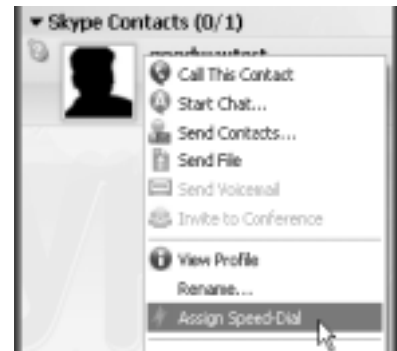 Skype Contacts (0/1)
Call This Contact
Start Chat...
Send Contacts...
Send File
Send Voicemail
Invite to Conference
View Profile
Rename...
Assign Speed-Dial